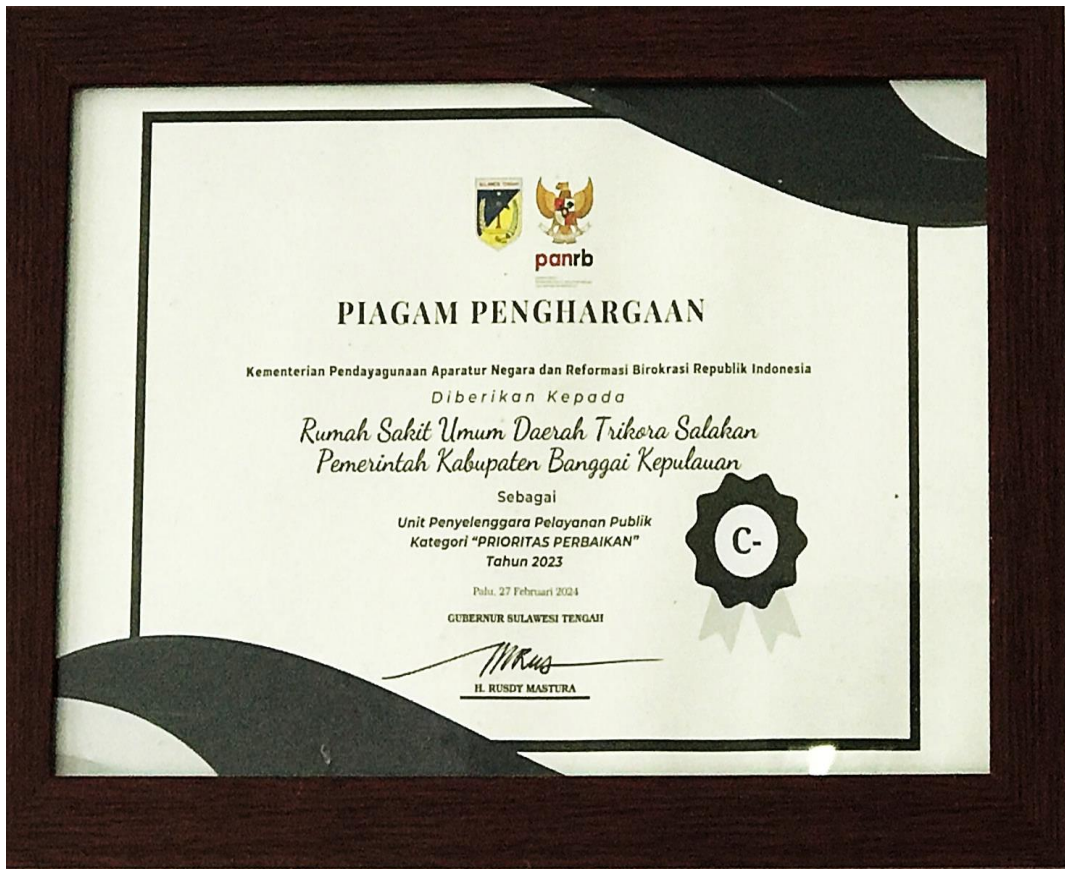 SULAWESI TENGAH
panrb
PIAGAM PENGHARGAAN
Kementerian Pendayagunaan Aparatur Negara dan Reformasi Birokrasi Republik Indonesia
Diberikan Kepada
Rumah Sakit Umum Daerah Trikora Salakan
Pemerintah Kabupaten Banggai Kepulauan
Sebagai
Unit Penyelenggara Pelayanan Publik
Kategori "PRIORITAS PERBAIKAN"
Tahun 2023
C-
Palu, 27 Februari 2024
GUBERNUR SULAWESI TENGAH
H. RUSDY MASTURA